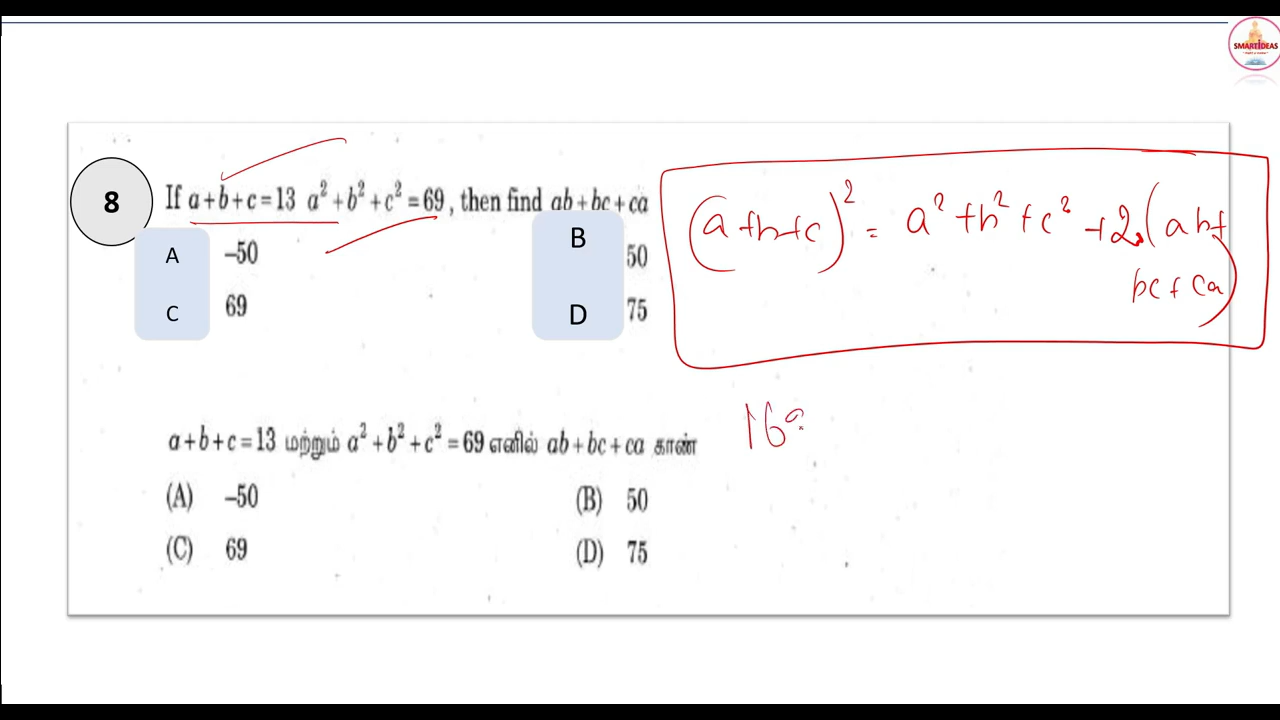 SMARTIDEAS
8
If a+b+c=13 a²+b²+c²=69, then find ab+bc+ca
A -50 B 50
C 69 D 75
(a+b+c)² = a²+b²+c²+2(ab+
bc+ca)
a+b+c=13 மற்றும் a²+b²+c²=69 எனில் ab+bc+ca காண்
(A) -50 (B) 50
(C) 69 (D) 75